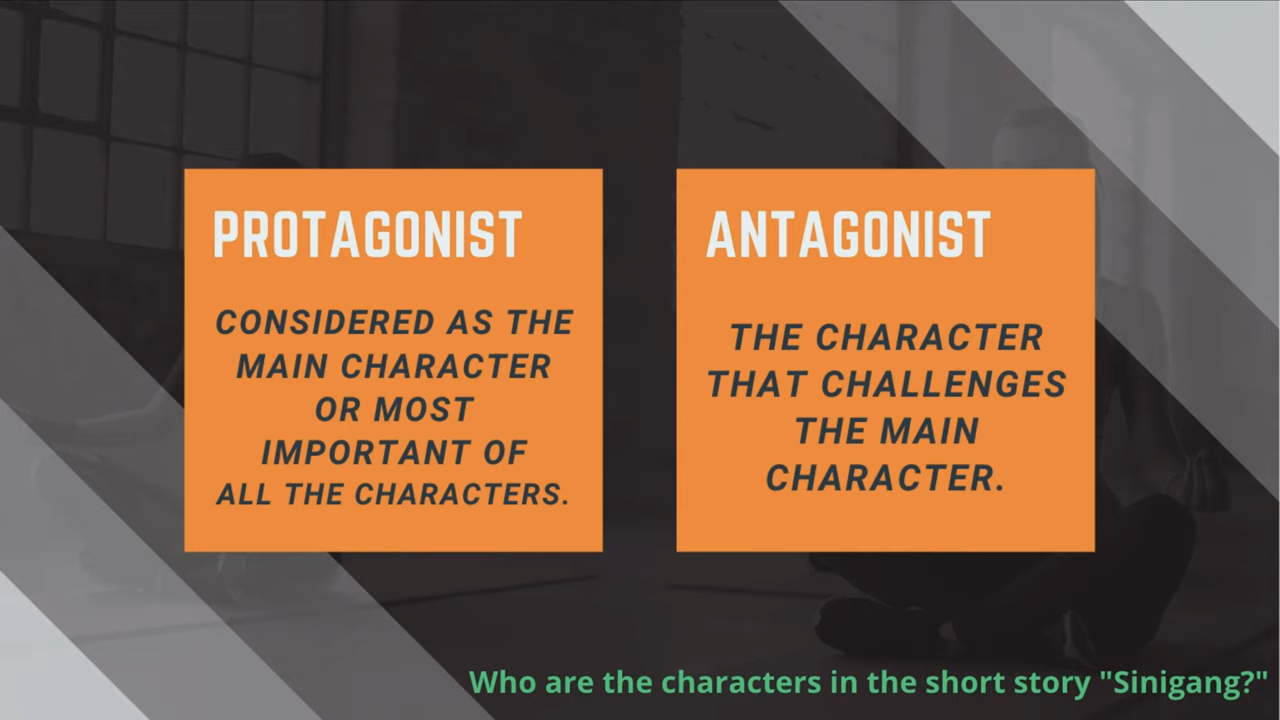 PROTAGONIST
CONSIDERED AS THE
MAIN CHARACTER
OR MOST
IMPORTANT OF
ALL THE CHARACTERS.
ANTAGONIST
THE CHARACTER
THAT CHALLENGES
THE MAIN
CHARACTER.
Who are the characters in the short story "Sinigang?"